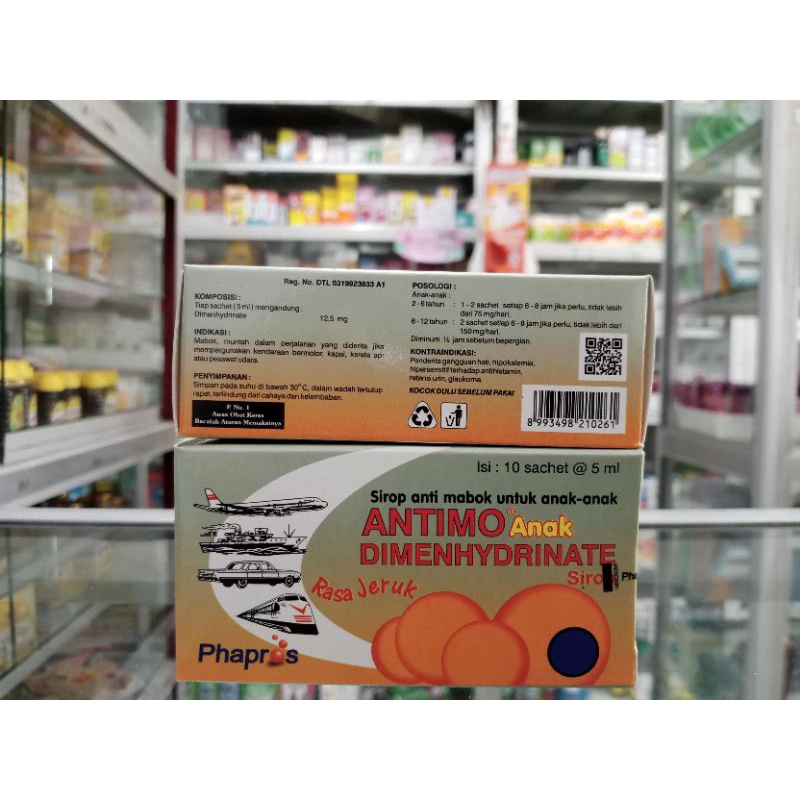 Reg. No. DTL 0319923833 A1
KOMPOSISI :
Tiap sachet (5 ml) mengandung :
Dimenhydrinate 12,5 mg
INDIKASI :
Mabok, muntah dalam perjalanan yang diderita jika
mempergunakan kendaraan bermotor, kapal, kereta api
atau pesawat udara.
PENYIMPANAN :
Simpan pada suhu di bawah 30°C, dalam wadah tertutup
rapat, terlindung dari cahaya dan kelembaban.
P. No. 1
Awas Obat Keras
Bacalah Aturan Memakainya
POSOLOGI :
Anak-anak :
2 - 6 tahun : 1 - 2 sachet setiap 6 - 8 jam jika perlu, tidak lebih
dari 75 mg/hari.
6 - 12 tahun : 2 sachet setiap 6 - 8 jam jika perlu, tidak lebih dari
150 mg/hari.
Diminum ½ jam sebelum bepergian.
KONTRAINDIKASI:
Penderita gangguan hati, hipokalemia,
hipersensitif terhadap antihistamin,
retensi urin, glaukoma.
KOCOK DULU SEBELUM PAKAI
8 993498 210261
Isi : 10 sachet @ 5 ml
Sirop anti mabok untuk anak-anak
ANTIMO® Anak
DIMENHYDRINATE
Sirop
Pha
Rasa Jeruk
Phapros